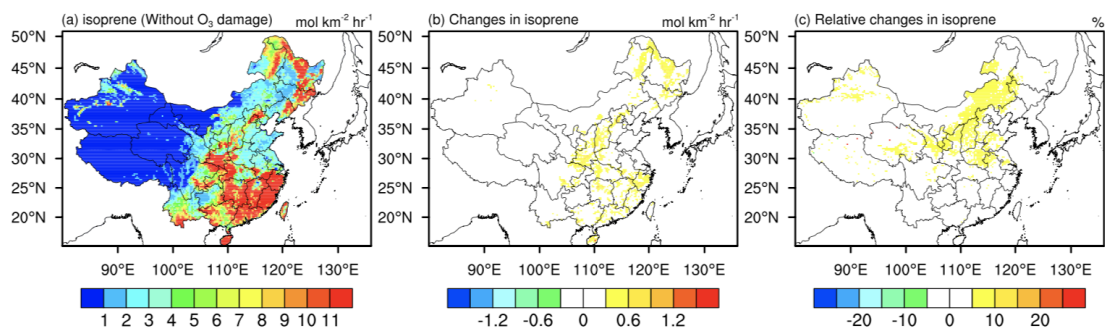 (a) isoprene (Without O₃ damage) mol km⁻² hr⁻¹
50°N
45°N
40°N
35°N
30°N
25°N
20°N
90°E 100°E 110°E 120°E 130°E
1 2 3 4 5 6 7 8 9 10 11
(b) Changes in isoprene mol km⁻² hr⁻¹
50°N
45°N
40°N
35°N
30°N
25°N
20°N
90°E 100°E 110°E 120°E 130°E
-1.2 -0.6 0 0.6 1.2
(c) Relative changes in isoprene %
50°N
45°N
40°N
35°N
30°N
25°N
20°N
90°E 100°E 110°E 120°E 130°E
-20 -10 0 10 20